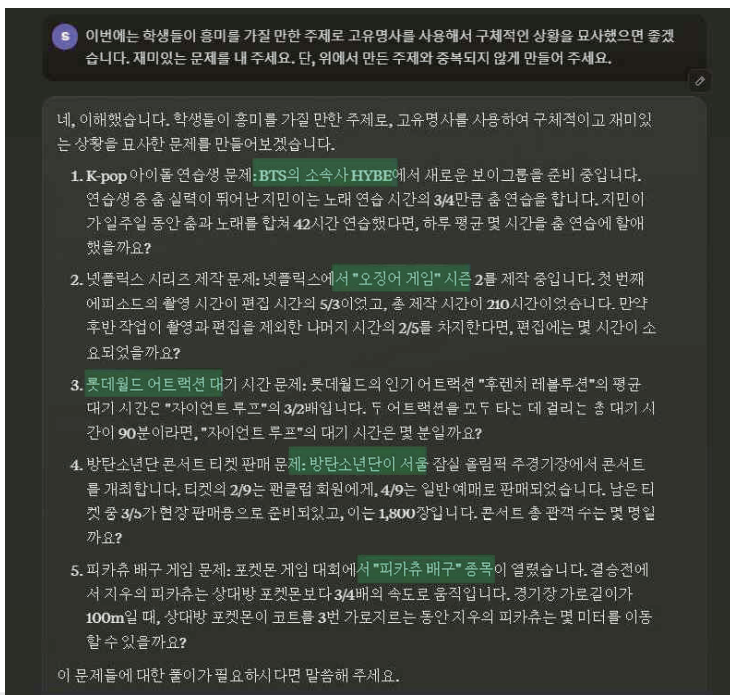 S
이번에는 학생들이 흥미를 가질 만한 주제로 고유명사를 사용해서 구체적인 상황을 묘사했으면 좋겠
습니다. 재미있는 문제를 내 주세요. 단, 위에서 만든 주제와 중복되지 않게 만들어 주세요.
네, 이해했습니다. 학생들이 흥미를 가질 만한 주제로, 고유명사를 사용하여 구체적이고 재미있
는 상황을 묘사한 문제를 만들어보겠습니다.
1. K-pop 아이돌 연습생 문제: BTS의 소속사 HYBE에서 새로운 보이그룹을 준비 중입니다.
연습생 중 춤 실력이 뛰어난 지민이는 노래 연습 시간의 3/4만큼 춤 연습을 합니다. 지민이
가 일주일 동안 춤과 노래를 합쳐 42시간 연습했다면, 하루 평균 몇 시간을 춤 연습에 할애
했을까요?
2. 넷플릭스 시리즈 제작 문제: 넷플릭스에서 "오징어 게임" 시즌 2를 제작 중입니다. 첫 번째
에피소드의 촬영 시간이 편집 시간의 5/3이었고, 총 제작 시간이 210시간이었습니다. 만약
후반 작업이 촬영과 편집을 제외한 나머지 시간의 2/5를 차지한다면, 편집에는 몇 시간이 소
요되었을까요?
3. 롯데월드 어트랙션 대기 시간 문제: 롯데월드의 인기 어트랙션 "후렌치 레볼루션"의 평균
대기 시간은 "자이언트 루프"의 3/2배입니다. 두 어트랙션을 모두 타는 데 걸리는 총 대기 시
간이 90분이라면, "자이언트 루프"의 대기 시간은 몇 분일까요?
4. 방탄소년단 콘서트 티켓 판매 문제: 방탄소년단이 서울 잠실 올림픽 주경기장에서 콘서트
를 개최합니다. 티켓의 2/9는 팬클럽 회원에게, 4/9는 일반 예매로 판매되었습니다. 남은 티
켓 중 3/5가 현장 판매용으로 준비되었고, 이는 1,800장입니다. 콘서트 총 관객 수는 몇 명일
까요?
5. 피카츄 배구 게임 문제: 포켓몬 게임 대회에서 "피카츄 배구" 종목이 열렸습니다. 결승전에
서 지우의 피카츄는 상대방 포켓몬보다 3/4배의 속도로 움직입니다. 경기장 가로길이가
100m일 때, 상대방 포켓몬이 코트를 3번 가로지르는 동안 지우의 피카츄는 몇 미터를 이동
할 수 있을까요?
이 문제들에 대한 풀이가 필요하시다면 말씀해 주세요.